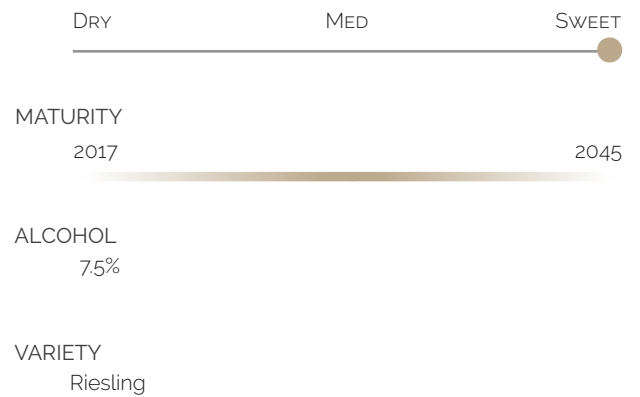 Dry Med Sweet
MATURITY
2017 2045
ALCOHOL
7.5%
VARIETY
Riesling